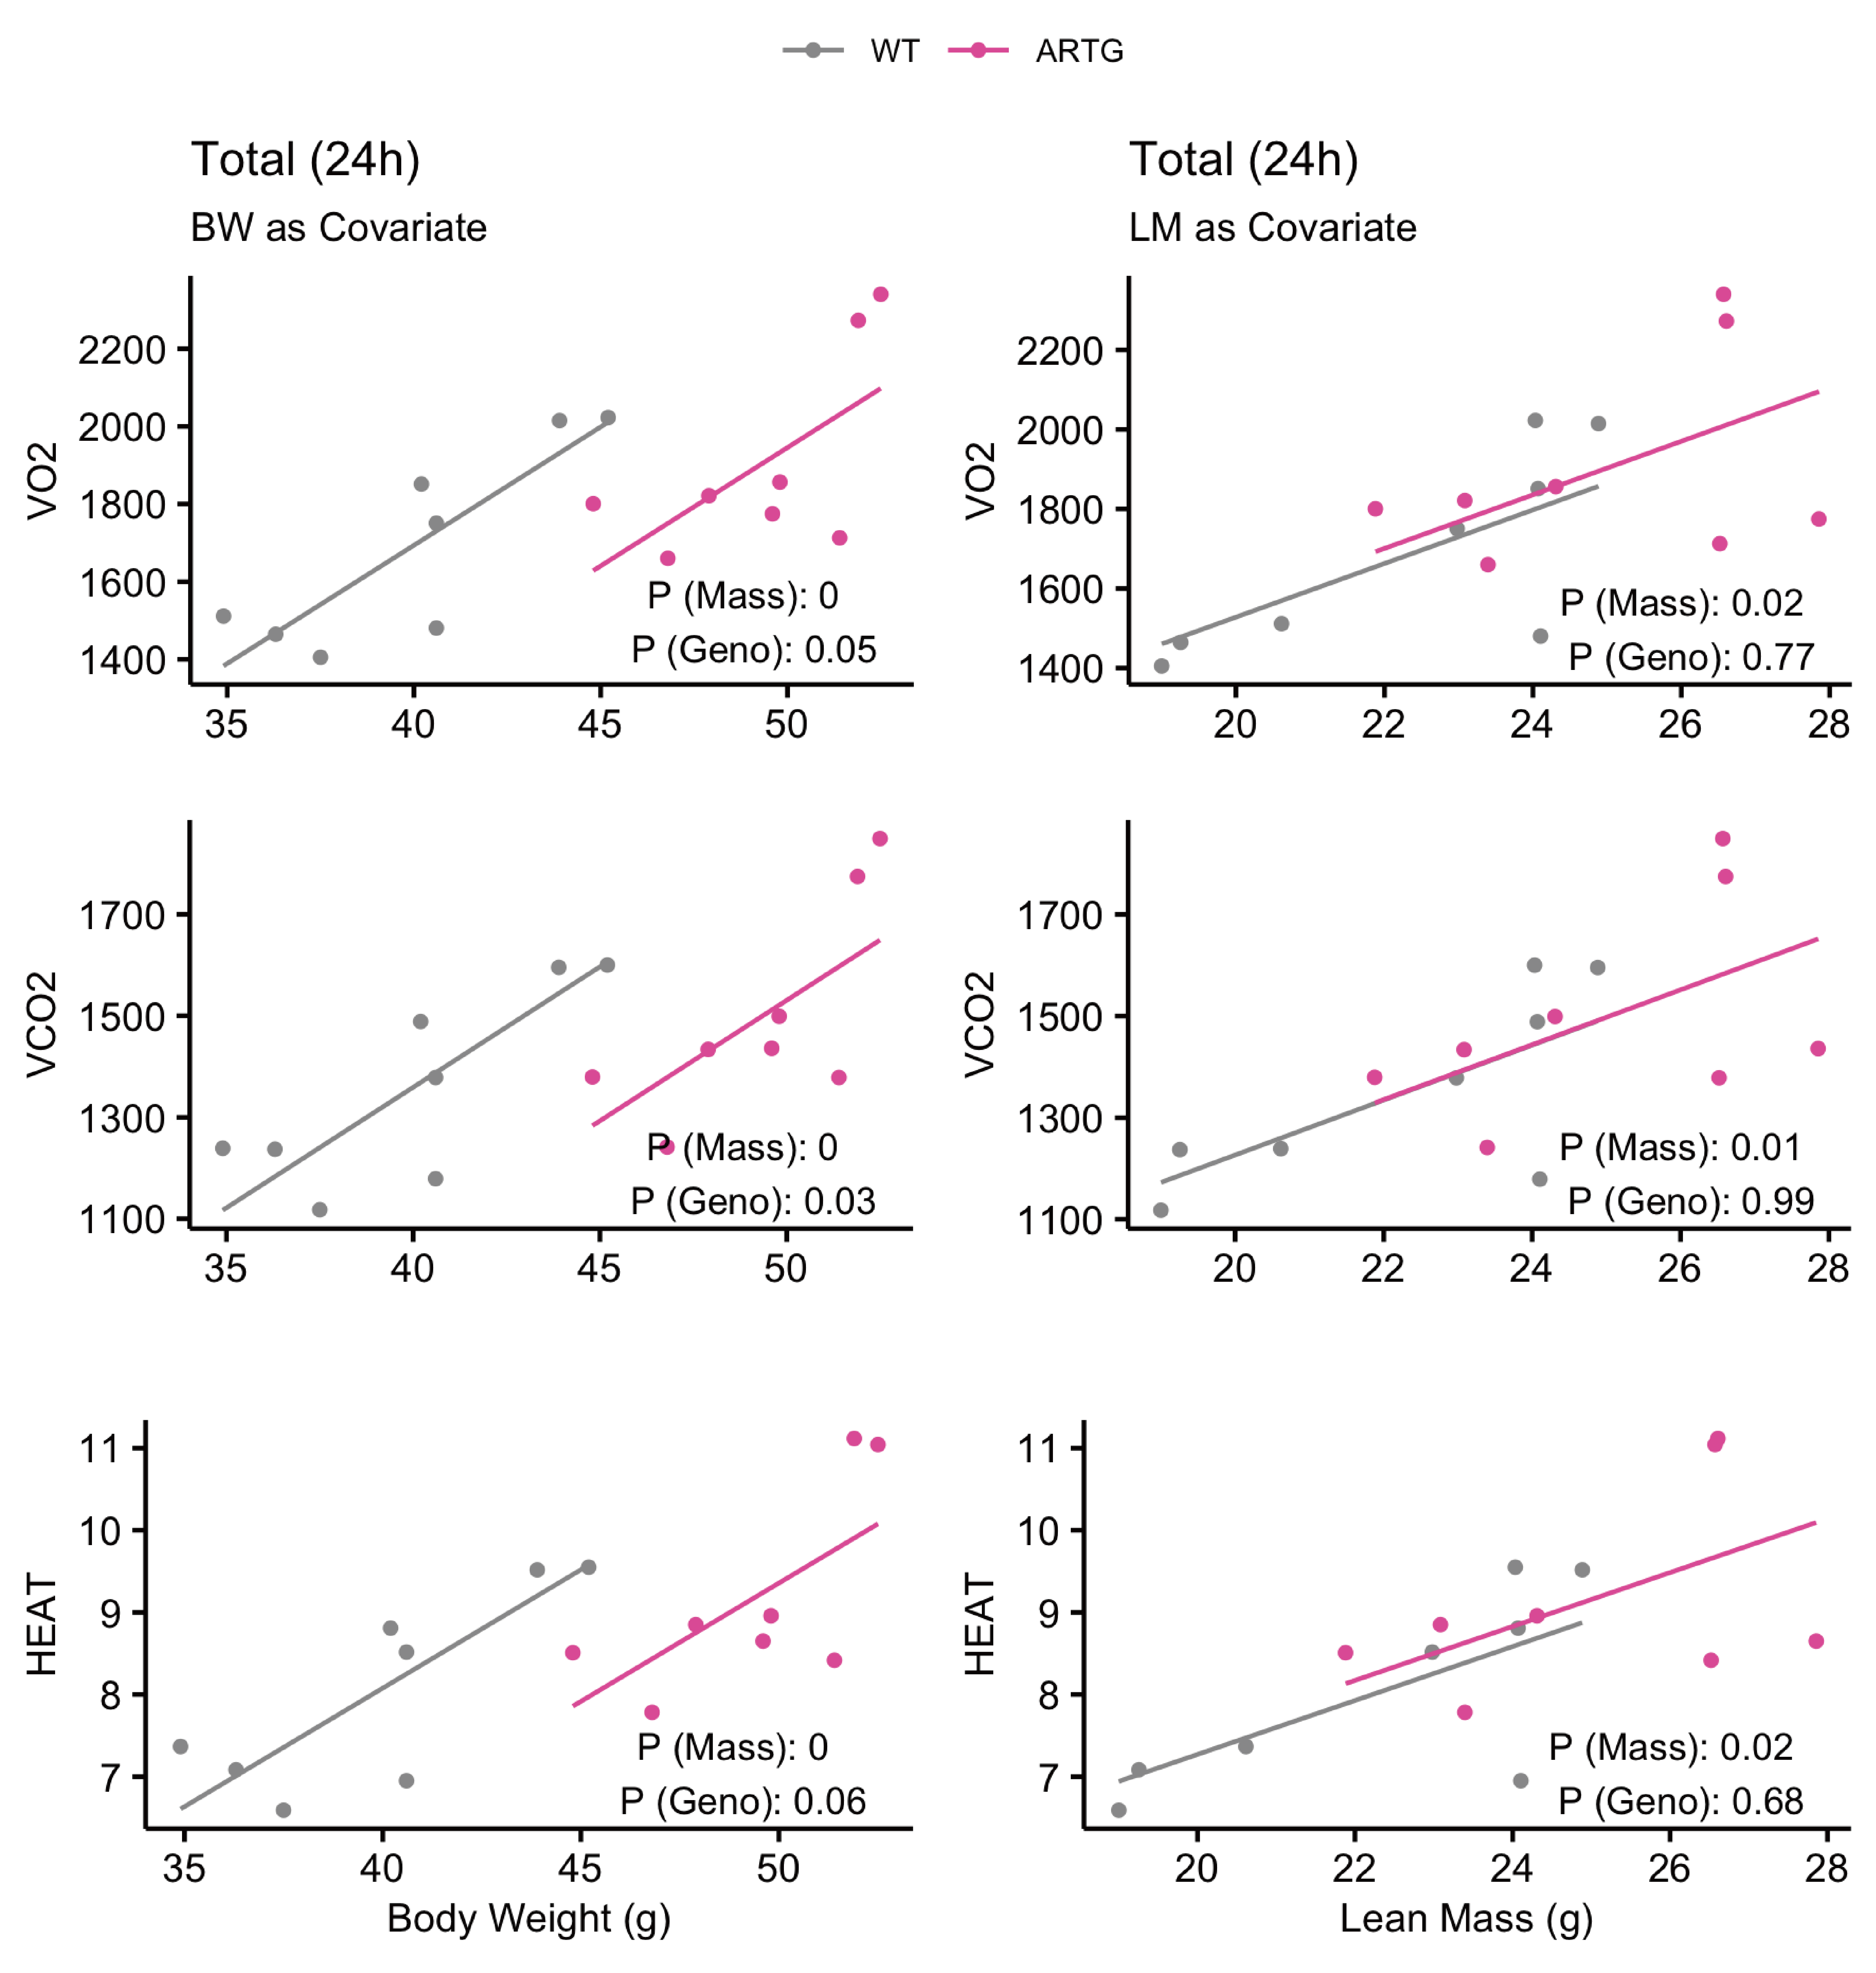 WT ARTG
Total (24h)
BW as Covariate
VO2
2200
2000
1800
1600
1400
P (Mass): 0
P (Geno): 0.05
35 40 45 50
Total (24h)
LM as Covariate
VO2
2200
2000
1800
1600
1400
P (Mass): 0.02
P (Geno): 0.77
20 22 24 26 28
VCO2
1700
1500
1300
1100
P (Mass): 0
P (Geno): 0.03
35 40 45 50
VCO2
1700
1500
1300
1100
P (Mass): 0.01
P (Geno): 0.99
20 22 24 26 28
HEAT
11
10
9
8
7
P (Mass): 0
P (Geno): 0.06
35 40 45 50
Body Weight (g)
HEAT
11
10
9
8
7
P (Mass): 0.02
P (Geno): 0.68
20 22 24 26 28
Lean Mass (g)